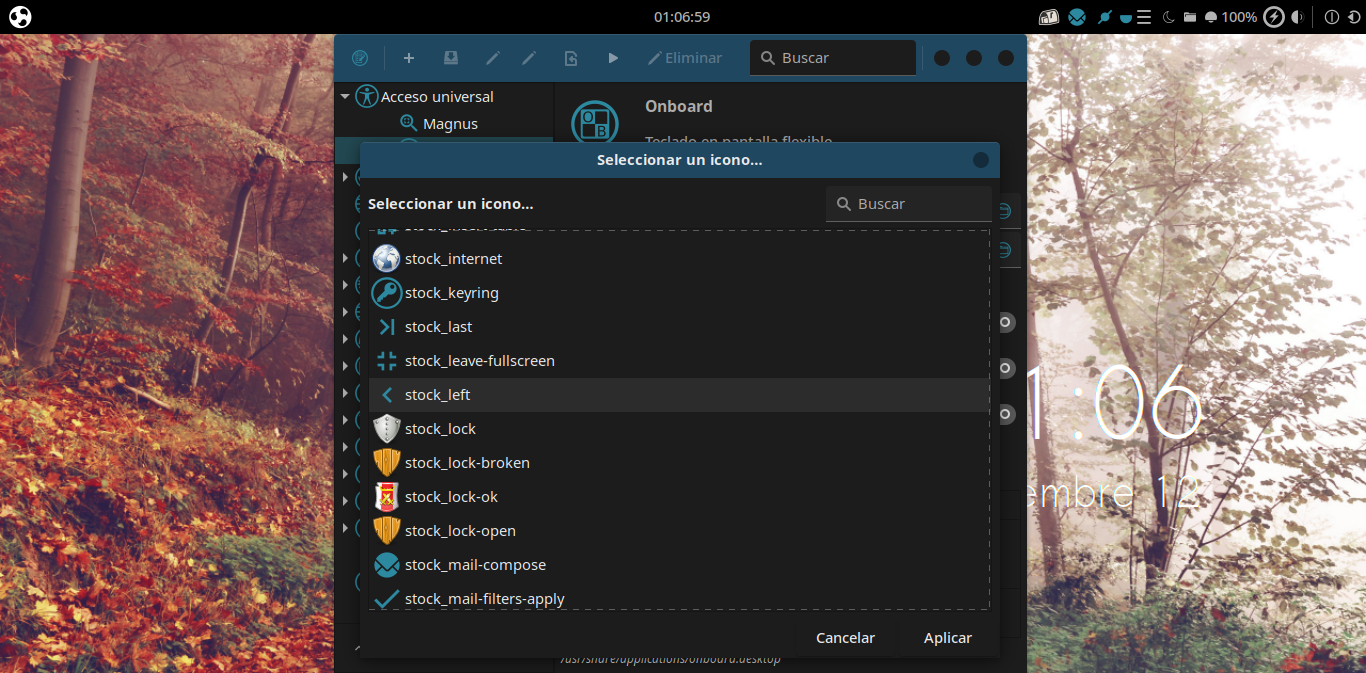 01:06:59
100%
Eliminar
Buscar
Acceso universal
Magnus
Onboard
Teclado en pantalla flexible
Seleccionar un icono...
Seleccionar un icono...
Buscar
stock_internet
stock_keyring
stock_last
stock_leave-fullscreen
stock_left
stock_lock
stock_lock-broken
stock_lock-ok
stock_lock-open
stock_mail-compose
stock_mail-filters-apply
Cancelar
Aplicar
/usr/share/applications/onboard.desktop
1:06
embre 12